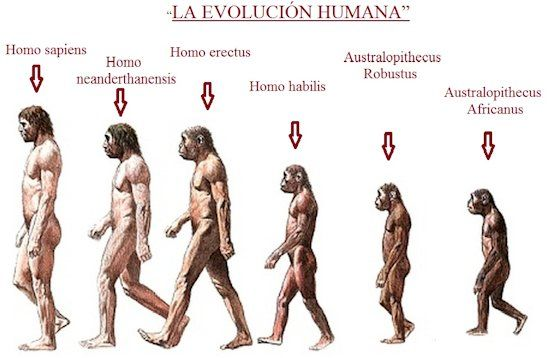 “LA EVOLUCIÓN HUMANA”
Homo sapiens
Homo
neanderthanensis
Homo erectus
Homo habilis
Australopithecus
Robustus
Australopithecus
Africanus